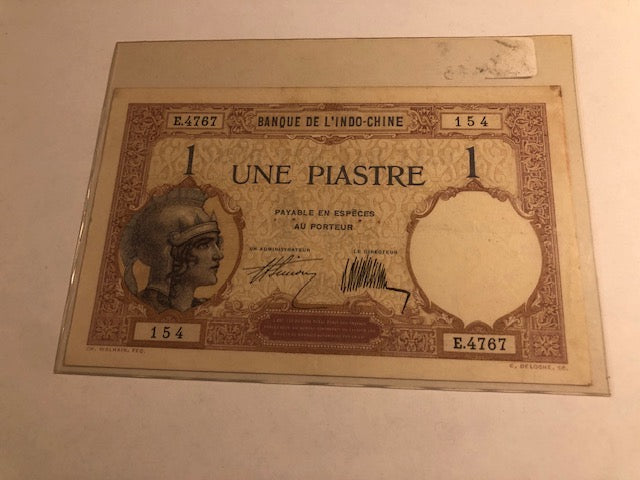 E.4767 BANQUE DE L'INDO-CHINE 154
1 UNE PIASTRE 1
PAYABLE EN ESPÈCES
AU PORTEUR
UN ADMINISTRATEUR LE DIRECTEUR
154 E.4767
CH. WALHAIN, FEC. C. DELOCHE, SC.